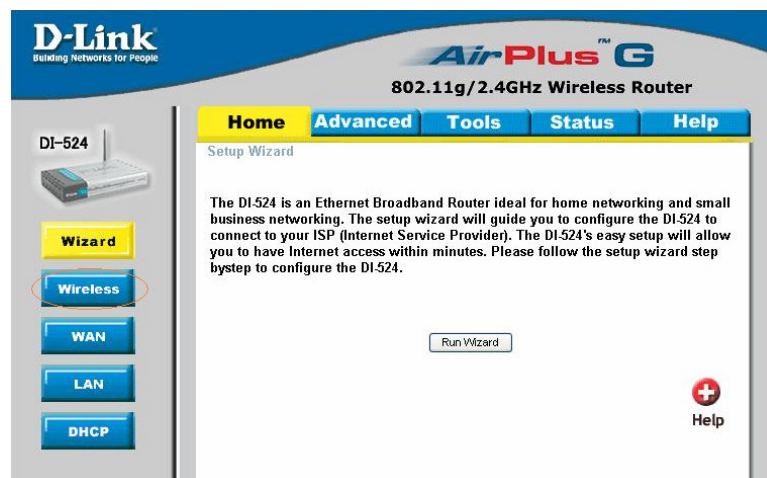 D-Link
Building Networks for People
AirPlus G
TM
802.11g/2.4GHz Wireless Router
Home
Advanced
Tools
Status
Help
DI-524
Setup Wizard
The DI-524 is an Ethernet Broadband Router ideal for home networking and small
business networking. The setup wizard will guide you to configure the DI-524 to
connect to your ISP (Internet Service Provider). The DI-524's easy setup will allow
you to have Internet access within minutes. Please follow the setup wizard step
bystep to configure the DI-524.
Wizard
Wireless
WAN
LAN
DHCP
Run Wizard
Help